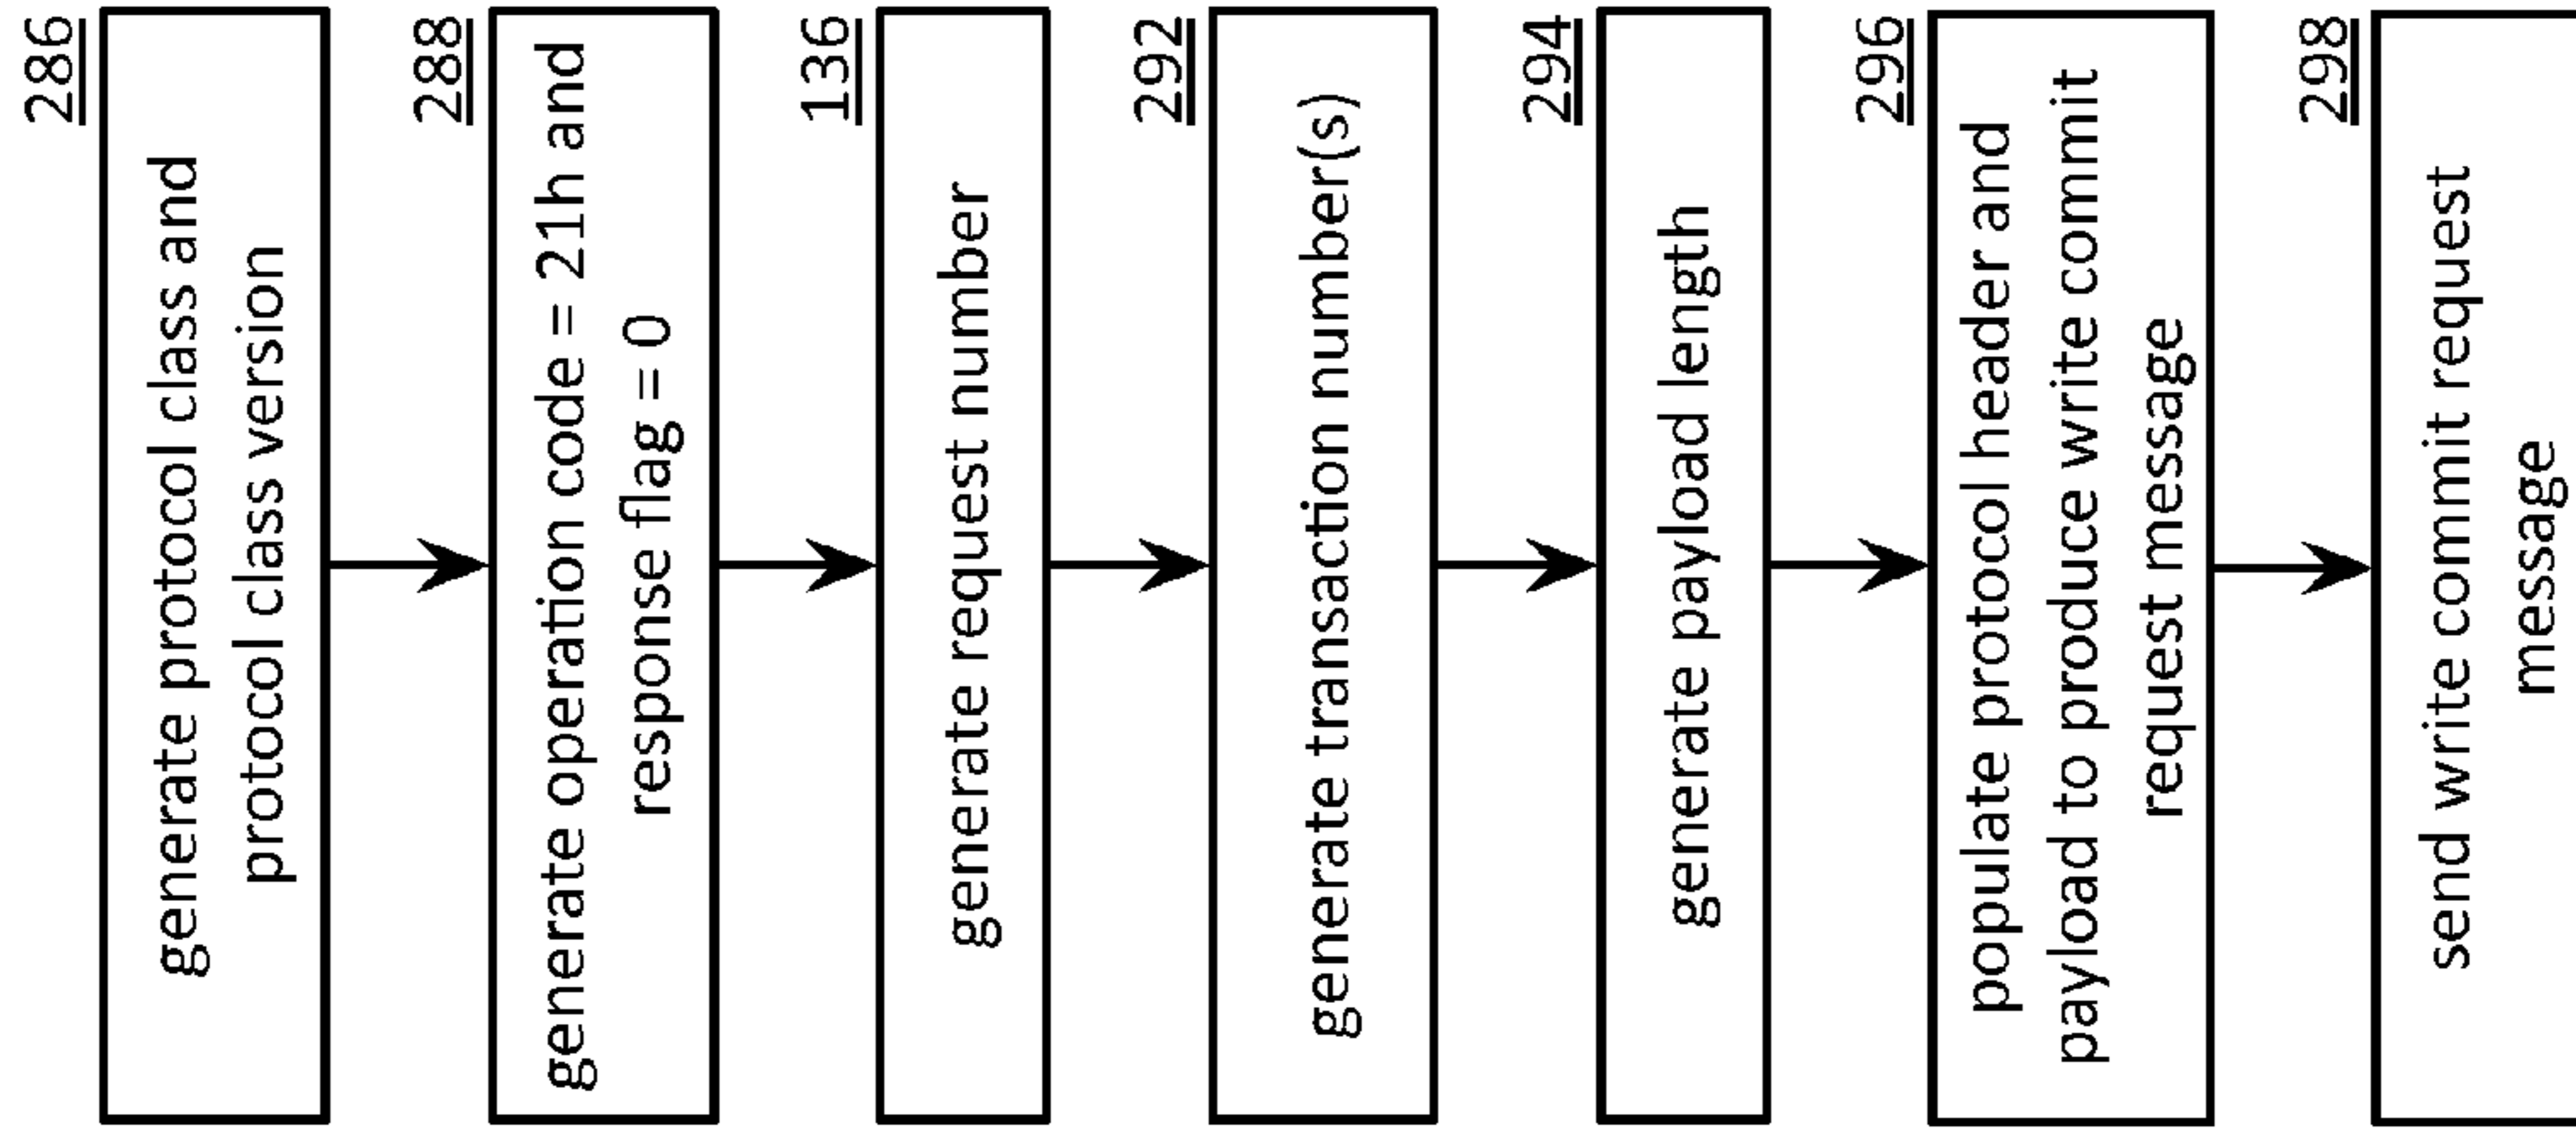 286
generate protocol class and
protocol class version
288
generate operation code = 21h and
response flag = 0
136
generate request number
292
generate transaction number(s)
294
generate payload length
296
populate protocol header and
payload to produce write commit
request message
298
send write commit request
message